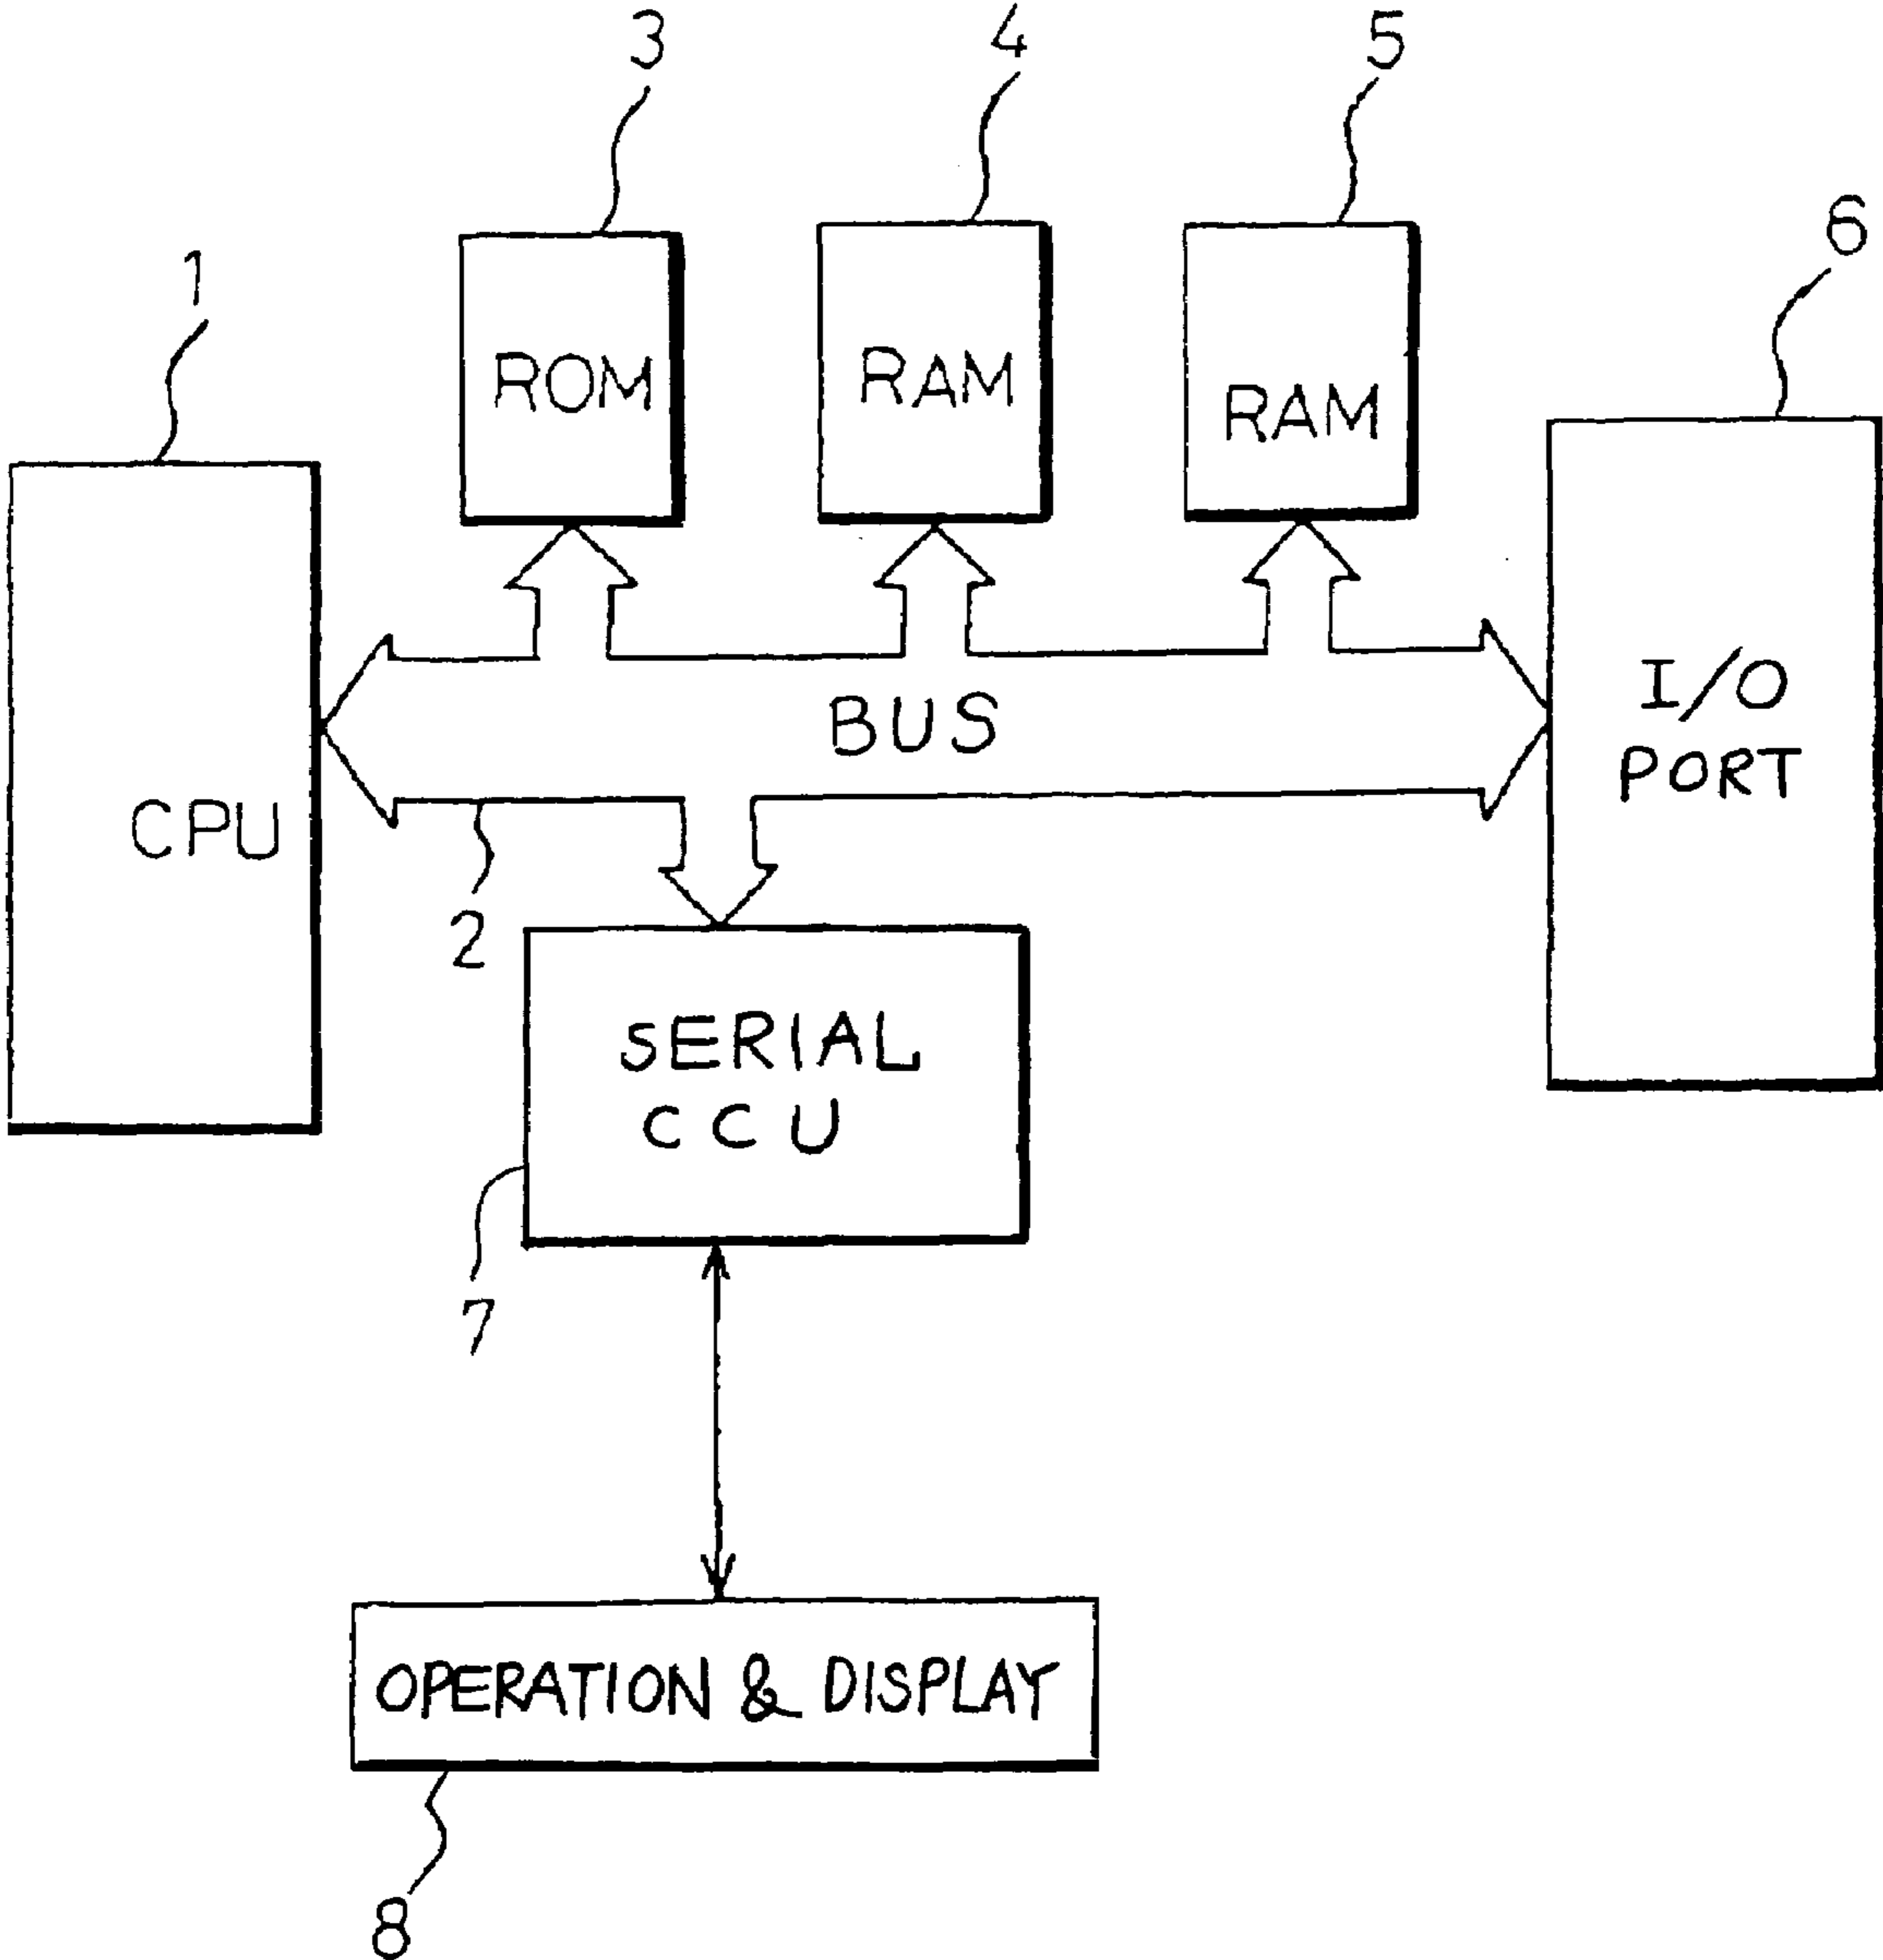 3
4
5
6
1
ROM
RAM
RAM
I/O
PORT
BUS
CPU
2
SERIAL
CCU
7
OPERATION & DISPLAY
8